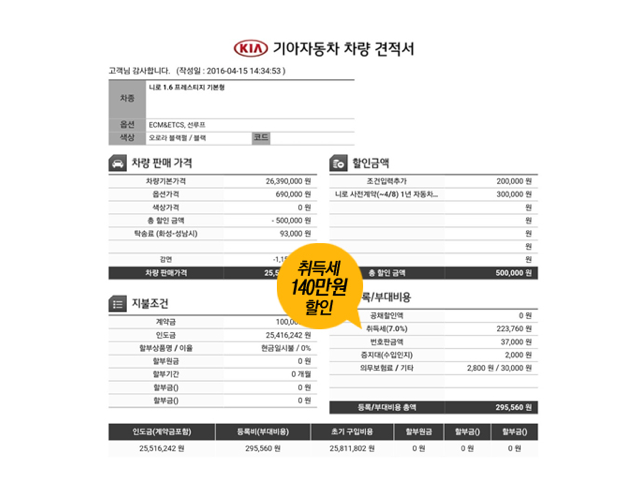 KIA 기아자동차 차량 견적서
고객님 감사합니다. (작성일 : 2016-04-15 14:34:53 )
차종 니로 1.6 프레스티지 기본형
옵션 ECM&ETCS, 선루프
색상 오로라 블랙펄 / 블랙 코드
차량 판매 가격
차량기본가격 26,390,000 원
옵션가격 690,000 원
색상가격 0 원
총 할인 금액 - 500,000 원
탁송료 (화성-성남시) 93,000 원
감면 -1,1
차량 판매가격 25,5
할인금액
조건입력추가 200,000 원
니로 사전계약(~4/8) 1년 자동차... 300,000 원
원
원
원
원
원
총 할인 금액 500,000 원
취득세
140만원
할인
지불조건
계약금 100,00
인도금 25,416,242 원
할부상품명 / 이율 현금일시불 / 0%
할부원금 0 원
할부기간 0 개월
할부금() 0 원
할부금() 0 원
록/부대비용
공채할인액 0 원
취득세(7.0%) 223,760 원
번호판금액 37,000 원
증지대(수입인지) 2,000 원
의무보험료 / 기타 2,800 원 / 30,000 원
등록/부대비용 총액 295,560 원
인도금(계약금포함) 등록비(부대비용) 초기 구입비용 할부원금 할부금() 할부금()
25,516,242 원 295,560 원 25,811,802 원 0 원 0 원 0 원